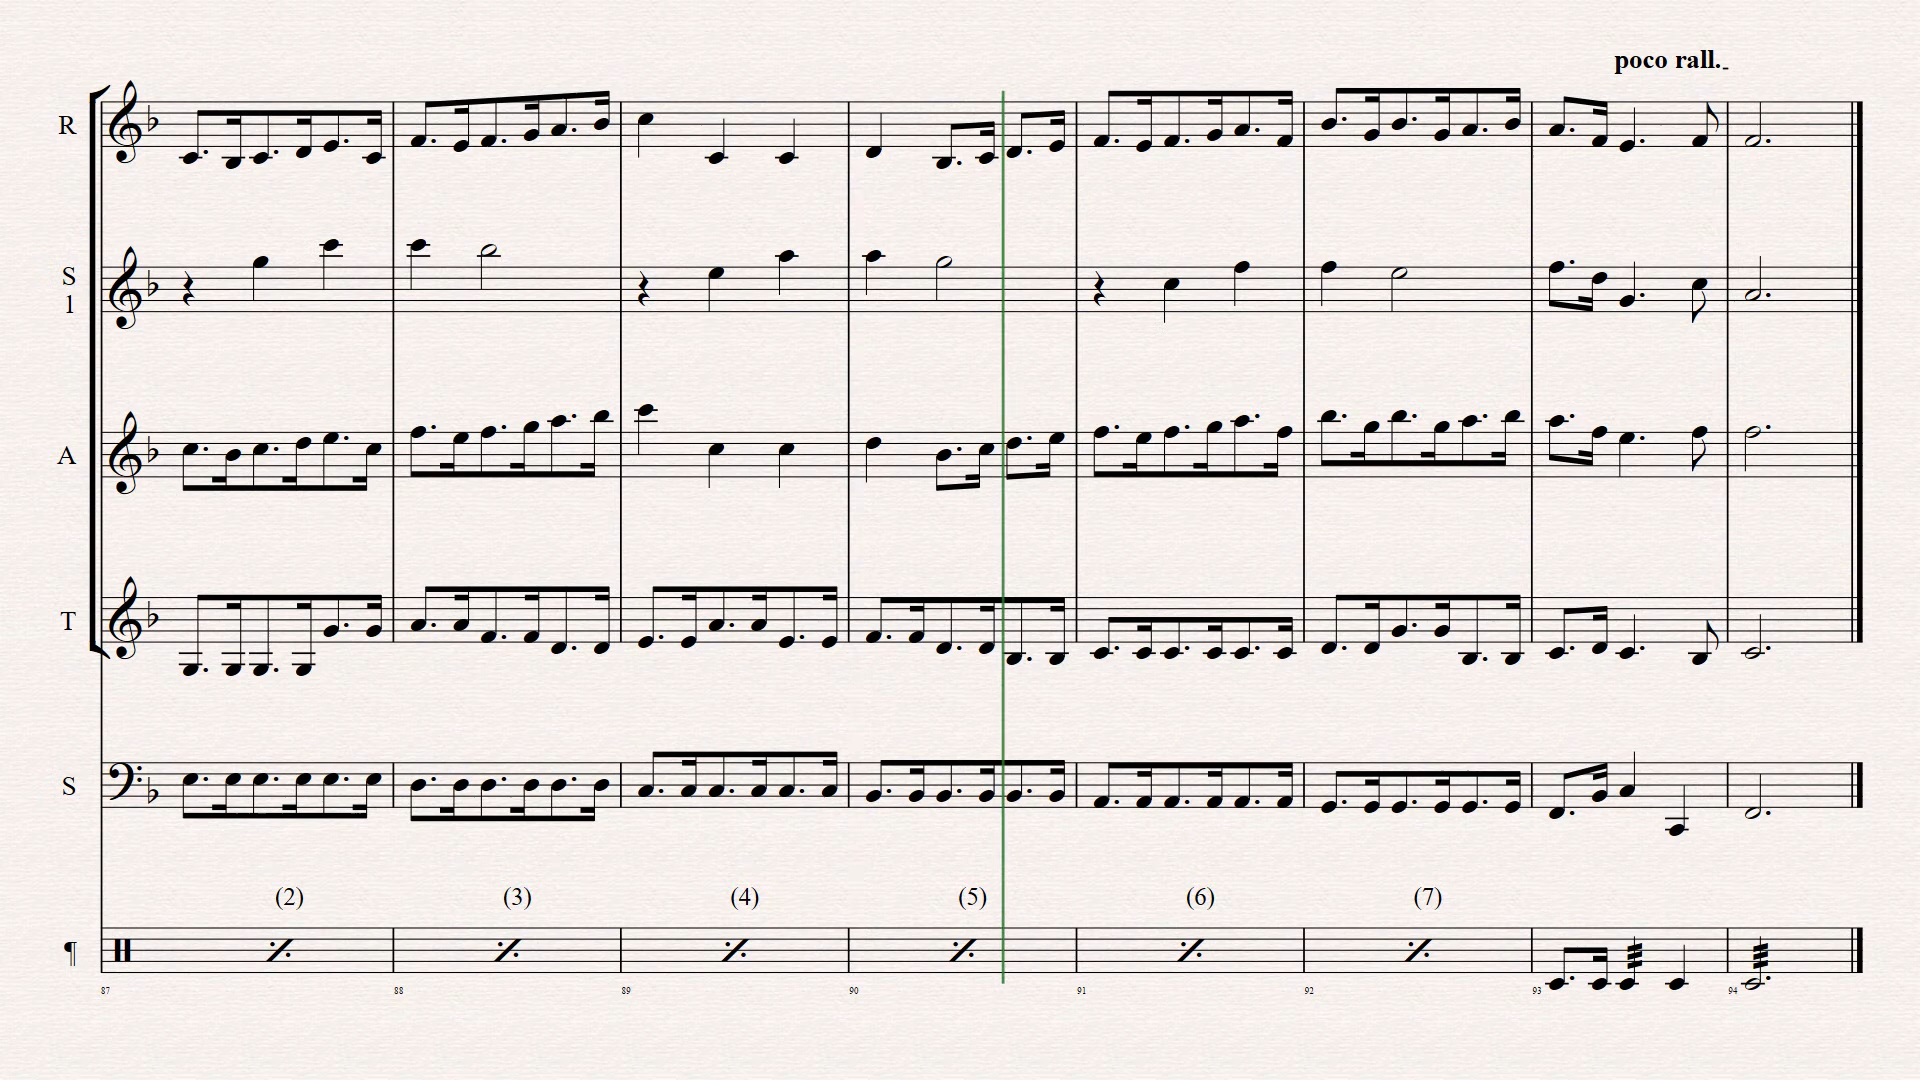 poco rall.
R
S
1
A
T
S
(2) (3) (4) (5) (6) (7)
¶
87 88 89 90 91 92 93 94